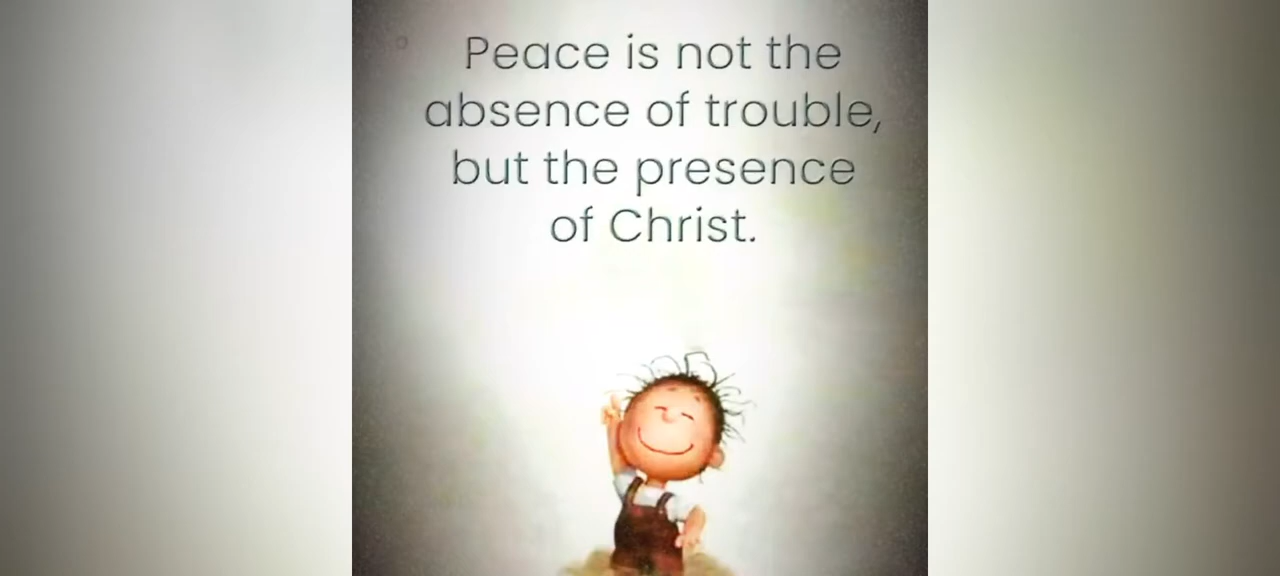 Peace is not the
absence of trouble,
but the presence
of Christ.